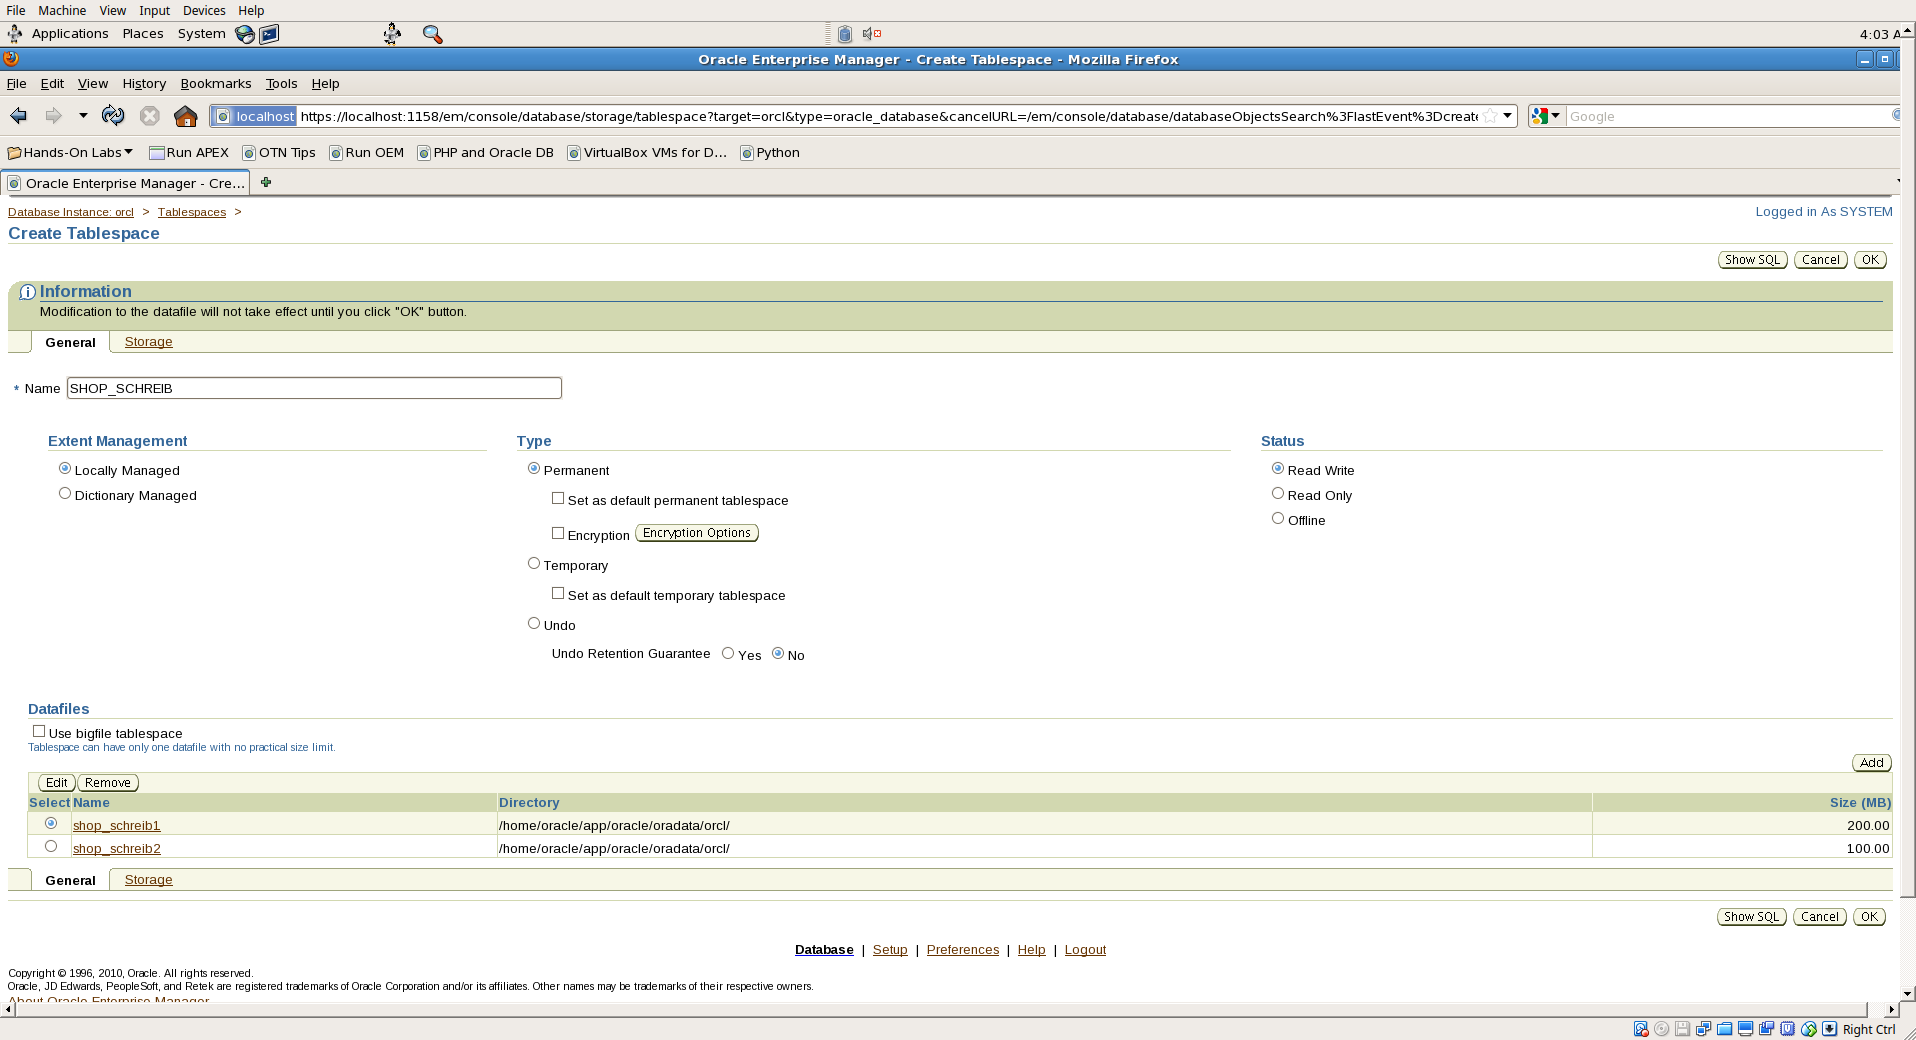 File Machine View Input Devices Help
Applications Places System
4:03 A
Oracle Enterprise Manager - Create Tablespace - Mozilla Firefox
File Edit View History Bookmarks Tools Help
localhost https://localhost:1158/em/console/database/storage/tablespace?target=orcl&type=oracle_database&cancelURL=/em/console/database/databaseObjectsSearch%3FlastEvent%3Dcreate Google
Hands-On Labs Run APEX OTN Tips Run OEM PHP and Oracle DB VirtualBox VMs for D... Python
Oracle Enterprise Manager - Cre...
Database Instance: orcl > Tablespaces >
Logged in As SYSTEM
Create Tablespace
Show SQL Cancel OK
Information
Modification to the datafile will not take effect until you click "OK" button.
General Storage
* Name SHOP_SCHREIB
Extent Management
Locally Managed
Dictionary Managed
Type
Permanent
Set as default permanent tablespace
Encryption Encryption Options
Temporary
Set as default temporary tablespace
Undo
Undo Retention Guarantee Yes No
Status
Read Write
Read Only
Offline
Datafiles
Use bigfile tablespace
Tablespace can have only one datafile with no practical size limit.
Add
Edit Remove
Select Name Directory Size (MB)
shop_schreib1 /home/oracle/app/oracle/oradata/orcl/ 200.00
shop_schreib2 /home/oracle/app/oracle/oradata/orcl/ 100.00
General Storage
Show SQL Cancel OK
Database | Setup | Preferences | Help | Logout
Copyright © 1996, 2010, Oracle. All rights reserved.
Oracle, JD Edwards, PeopleSoft, and Retek are registered trademarks of Oracle Corporation and/or its affiliates. Other names may be trademarks of their respective owners.
About Oracle Enterprise Manager
Right Ctrl